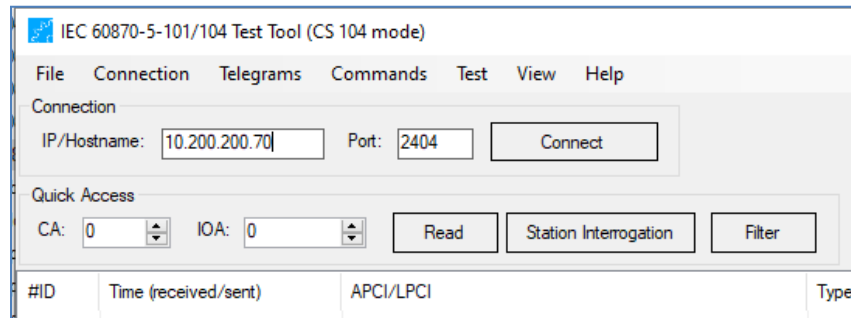 IEC 60870-5-101/104 Test Tool (CS 104 mode)
File Connection Telegrams Commands Test View Help
Connection
IP/Hostname: 10.200.200.70 Port: 2404 Connect
Quick Access
CA: 0 IOA: 0 Read Station Interrogation Filter
#ID Time (received/sent) APCI/LPCI Type